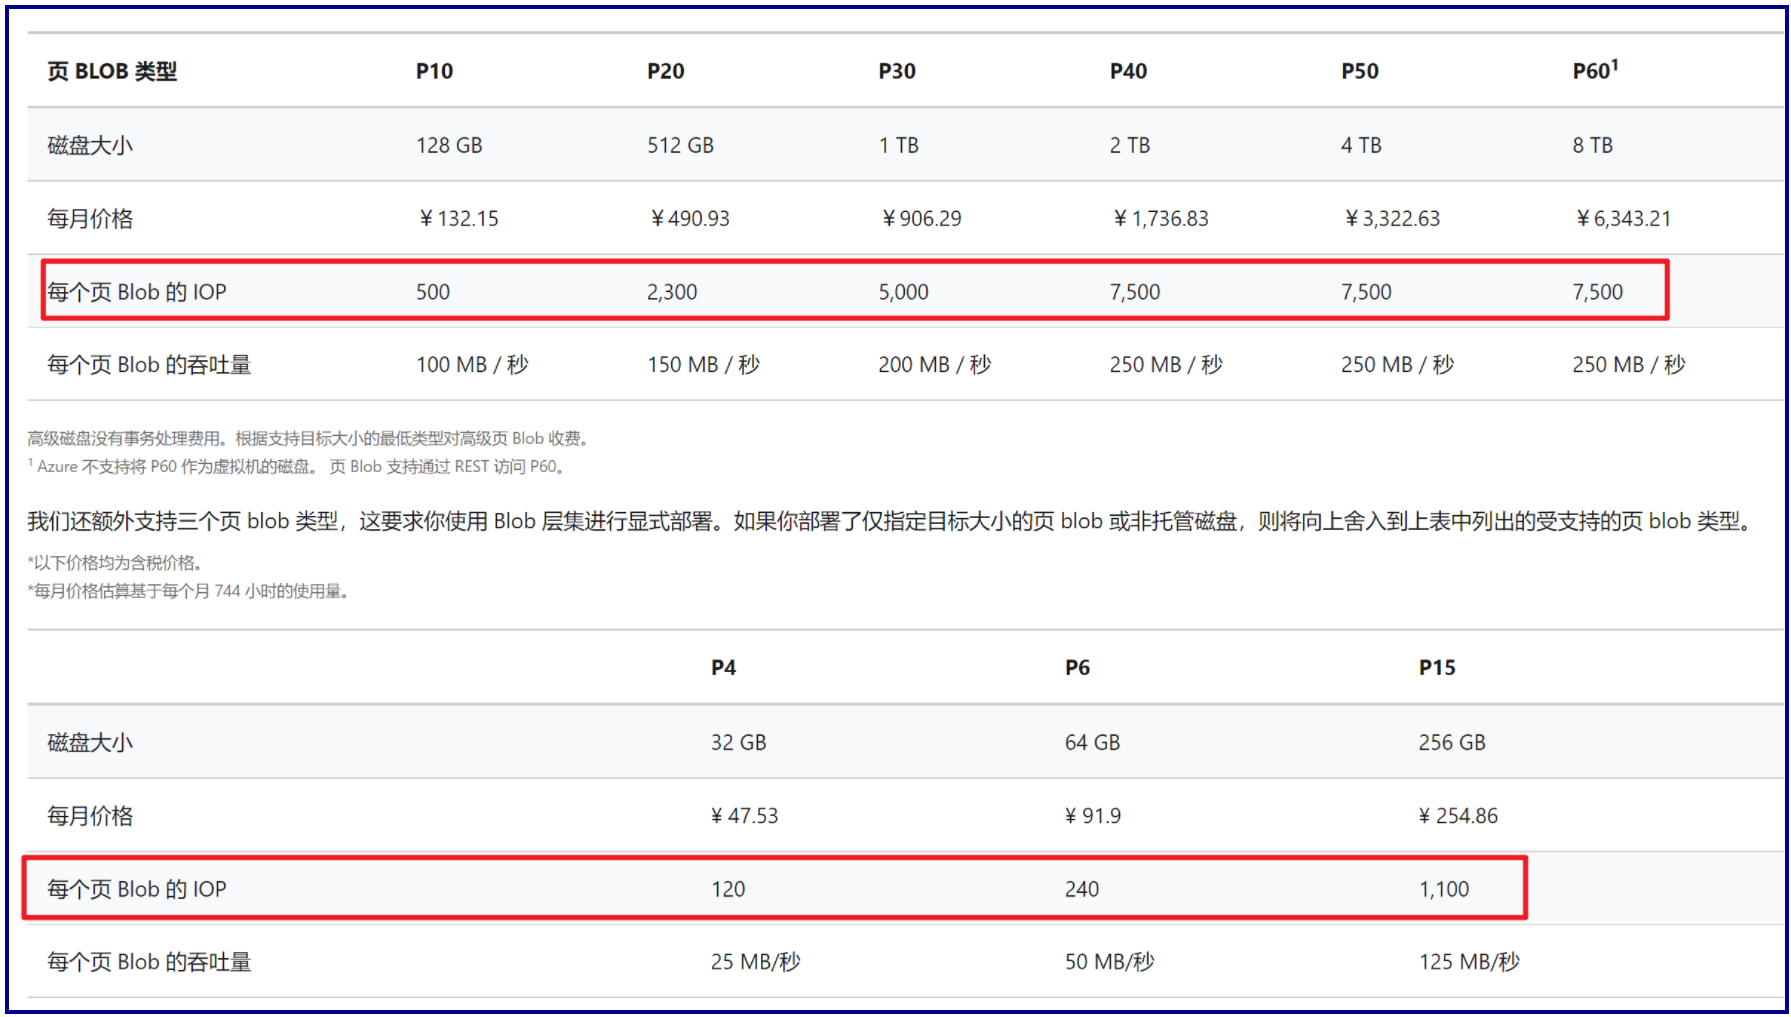 页 BLOB 类型 P10 P20 P30 P40 P50 P60¹
磁盘大小 128 GB 512 GB 1 TB 2 TB 4 TB 8 TB
每月价格 ￥132.15 ￥490.93 ￥906.29 ￥1,736.83 ￥3,322.63 ￥6,343.21
每个页 Blob 的 IOP 500 2,300 5,000 7,500 7,500 7,500
每个页 Blob 的吞吐量 100 MB / 秒 150 MB / 秒 200 MB / 秒 250 MB / 秒 250 MB / 秒 250 MB / 秒
高级磁盘没有事务处理费用。根据支持目标大小的最低类型对高级页 Blob 收费。
¹ Azure 不支持将 P60 作为虚拟机的磁盘。 页 Blob 支持通过 REST 访问 P60。
我们还额外支持三个页 blob 类型，这要求你使用 Blob 层集进行显式部署。如果你部署了仅指定目标大小的页 blob 或非托管磁盘，则将向上舍入到上表中列出的受支持的页 blob 类型。
*以下价格均为含税价格。
*每月价格估算基于每个月 744 小时的使用量。
P4 P6 P15
磁盘大小 32 GB 64 GB 256 GB
每月价格 ¥ 47.53 ¥ 91.9 ¥ 254.86
每个页 Blob 的 IOP 120 240 1,100
每个页 Blob 的吞吐量 25 MB/秒 50 MB/秒 125 MB/秒